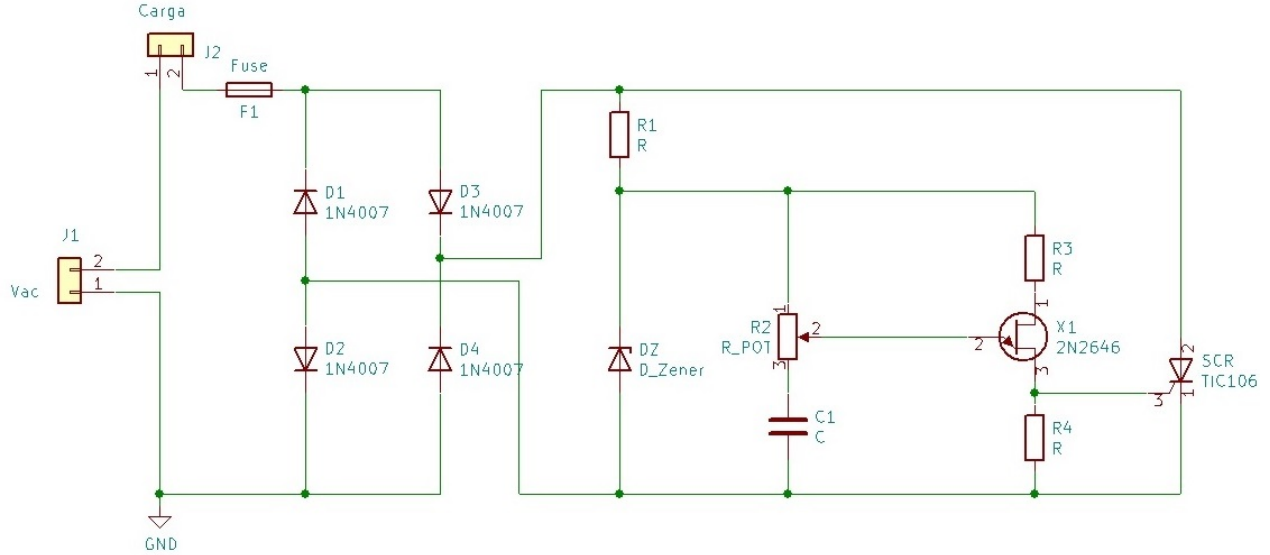 Carga
J2
1
2
Fuse
F1
J1
2
1
Vac
D1
1N4007
D3
1N4007
D2
1N4007
D4
1N4007
GND
R1
R
R3
R
1
R2
R_POT
1
2
3
2
X1
2N2646
3
DZ
D_Zener
C1
C
R4
R
2
SCR
TIC106
1
3